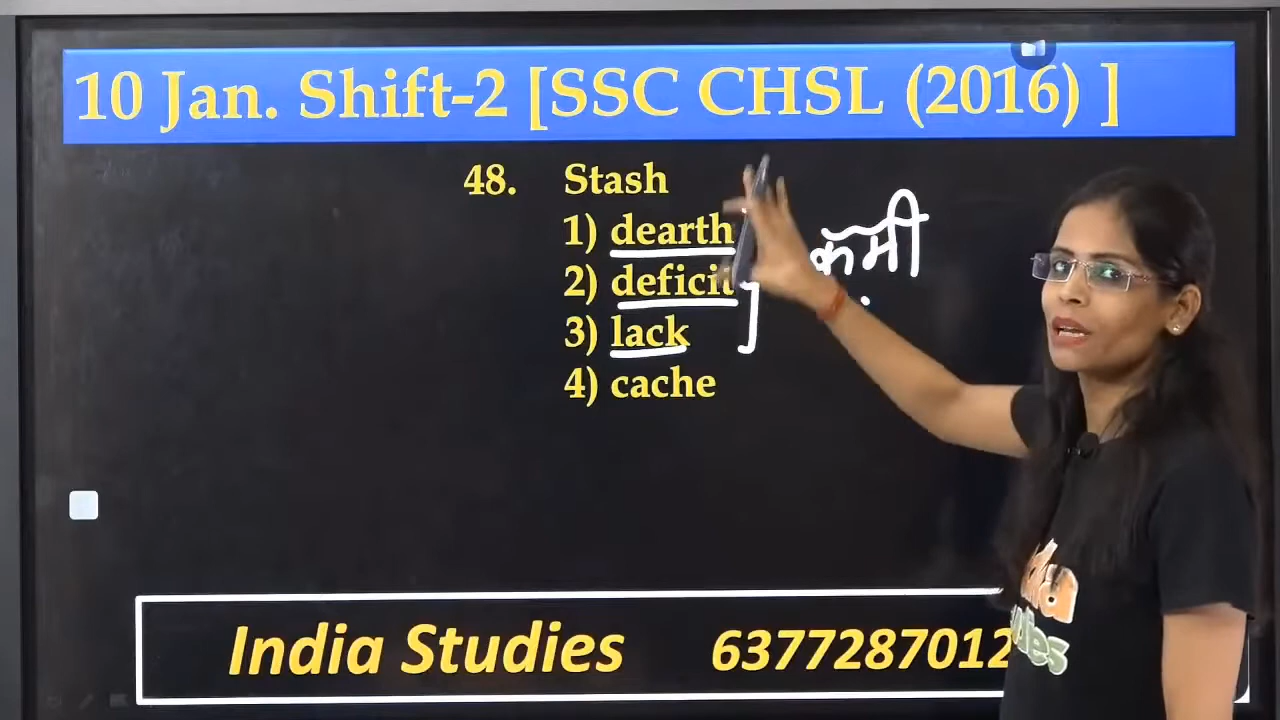 10 Jan. Shift-2 [SSC CHSL (2016) ]
48. Stash
1) dearth
2) deficit
3) lack
4) cache
कमी
India Studies 6377287012